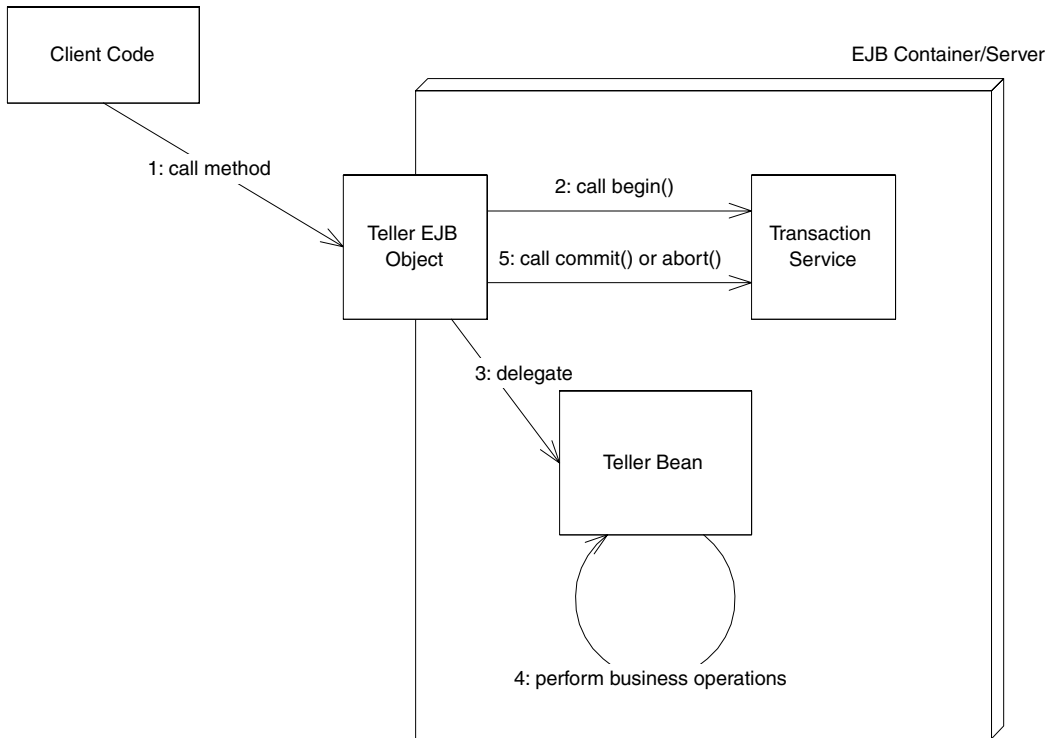 Client Code
EJB Container/Server
1: call method
2: call begin()
Teller EJB
Object
Transaction
Service
5: call commit() or abort()
3: delegate
Teller Bean
4: perform business operations